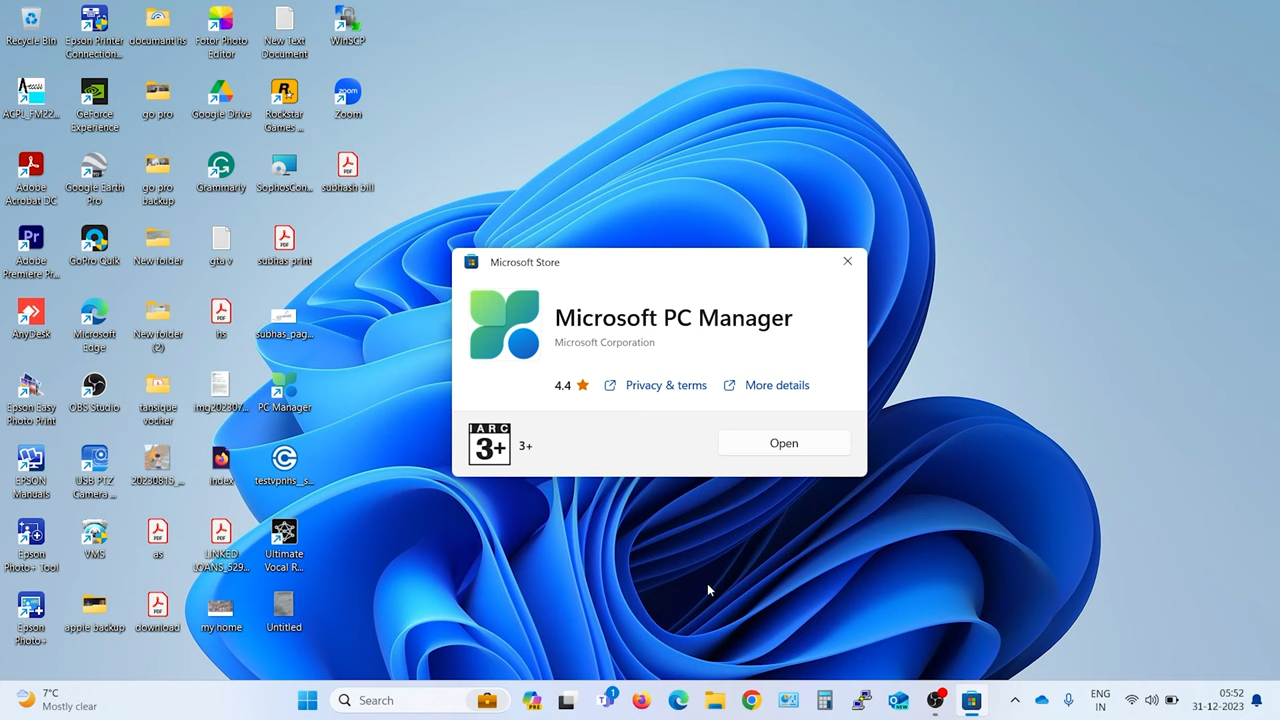 Recycle Bin
Epson Printer
Connection...
documant hs
Fotor Photo
Editor
New Text
Document
WinSCP
ACPL_FM22...
GeForce
Experience
go pro
Google Drive
Rockstar
Games ...
Zoom
Adobe
Acrobat DC
Google Earth
Pro
go pro
backup
Grammarly
SophosCon...
subhash bill
Adobe
Premiere Pr...
GoPro Quik
New folder
gta v
subhas print
AnyDesk
Microsoft
Edge
New folder
(2)
hs
subhas_pag...
Epson Easy
Photo Print
OBS Studio
tansique
vocher
img202307...
PC Manager
EPSON
Manuals
USB PTZ
Camera ...
20230815_...
index
testvpnhs_s...
Epson
Photo+ Tool
VMS
as
LINKED
LOANS_529...
Ultimate
Vocal R...
Epson
Photo+
apple backup
download
my home
Untitled
Microsoft Store
Microsoft PC Manager
Microsoft Corporation
4.4
Privacy & terms
More details
IARC
3+
3+
Open
7°C
Mostly clear
Search
ENG
IN
05:52
31-12-2023